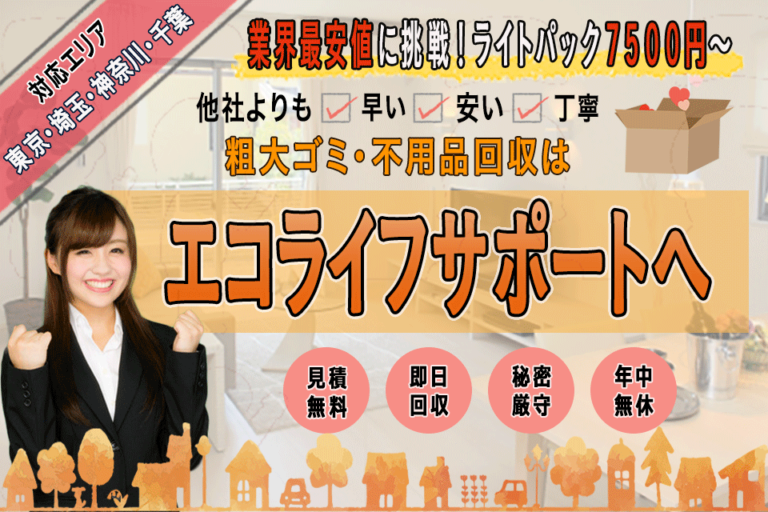 対応エリア
東京・埼玉・神奈川・千葉
業界最安値に挑戦！ライトパック7500円～
他社よりも 早い 安い 丁寧
粗大ゴミ・不用品回収は
エコライフサポートへ
見積
無料
即日
回収
秘密
厳守
年中
無休